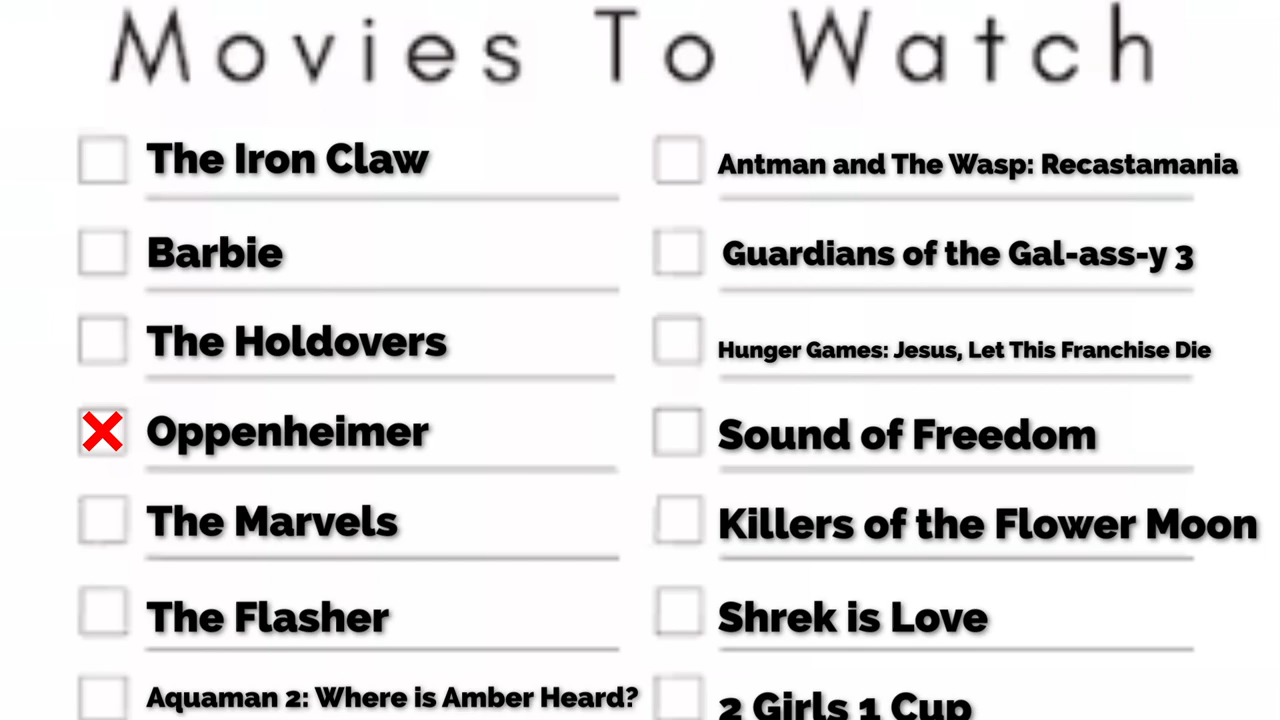 Movies To Watch
The Iron Claw
Barbie
The Holdovers
Oppenheimer
The Marvels
The Flasher
Aquaman 2: Where is Amber Heard?
Antman and The Wasp: Recastamania
Guardians of the Gal-ass-y 3
Hunger Games: Jesus, Let This Franchise Die
Sound of Freedom
Killers of the Flower Moon
Shrek is Love
2 Girls 1 Cup